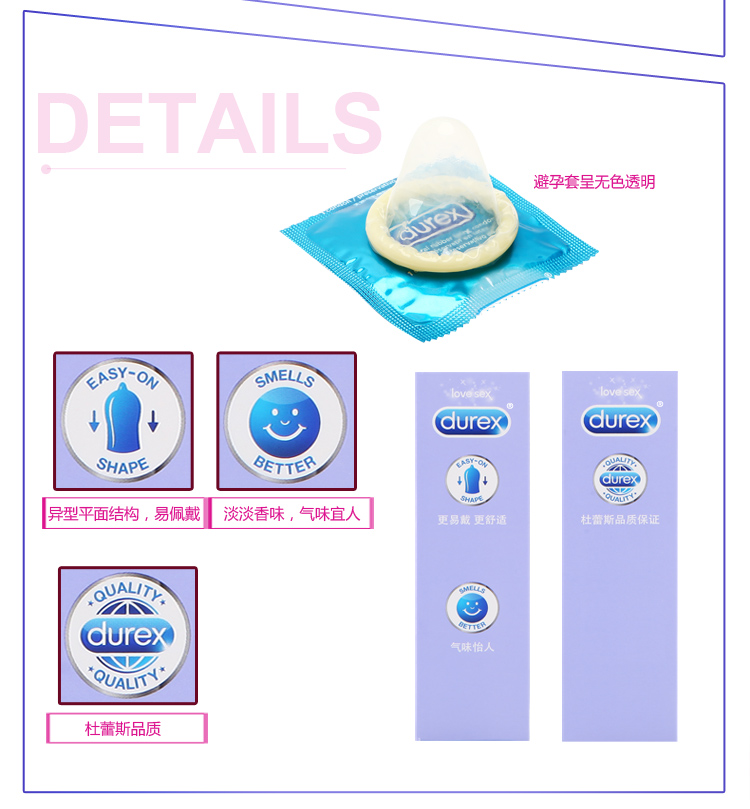 DETAILS
避孕套呈无色透明
durex
EASY-ON
SHAPE
SMELLS
BETTER
异型平面结构，易佩戴
淡淡香味，气味宜人
QUALITY
durex
QUALITY
杜蕾斯品质
love sex
durex®
EASY-ON
SHAPE
更易戴 更舒适
SMELLS
BETTER
气味怡人
love sex
durex®
QUALITY
durex
QUALITY
杜蕾斯品质保证